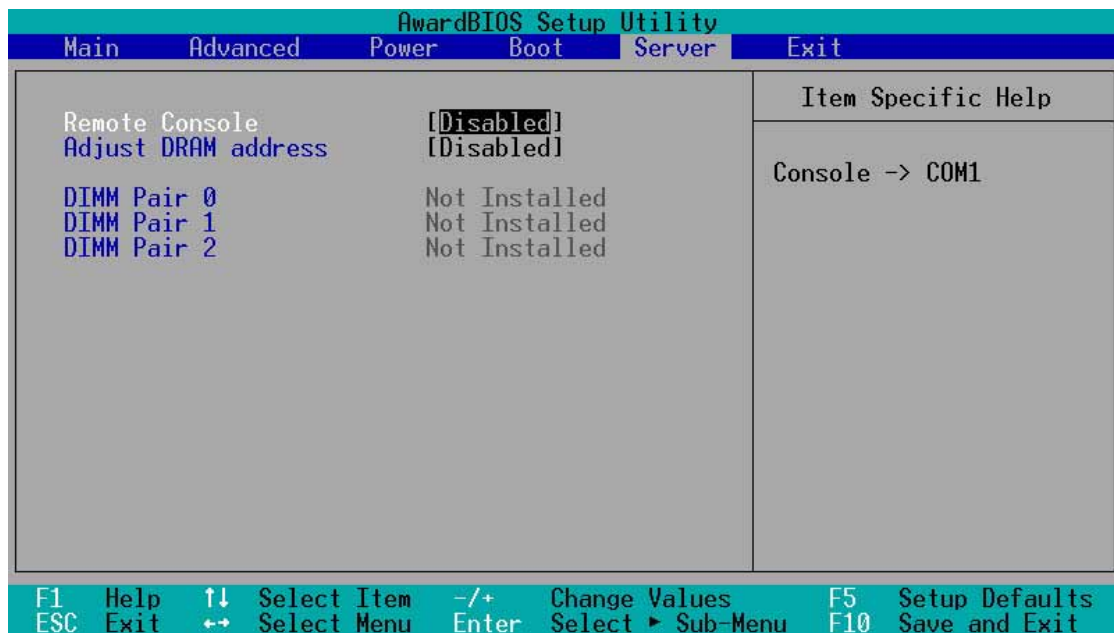 AwardBIOS Setup Utility
Main Advanced Power Boot Server Exit
Remote Console [Disabled]
Adjust DRAM address [Disabled]
DIMM Pair 0 Not Installed
DIMM Pair 1 Not Installed
DIMM Pair 2 Not Installed
Item Specific Help
Console -> COM1
F1 Help ↑↓ Select Item -/+ Change Values F5 Setup Defaults
ESC Exit ←→ Select Menu Enter Select ► Sub-Menu F10 Save and Exit